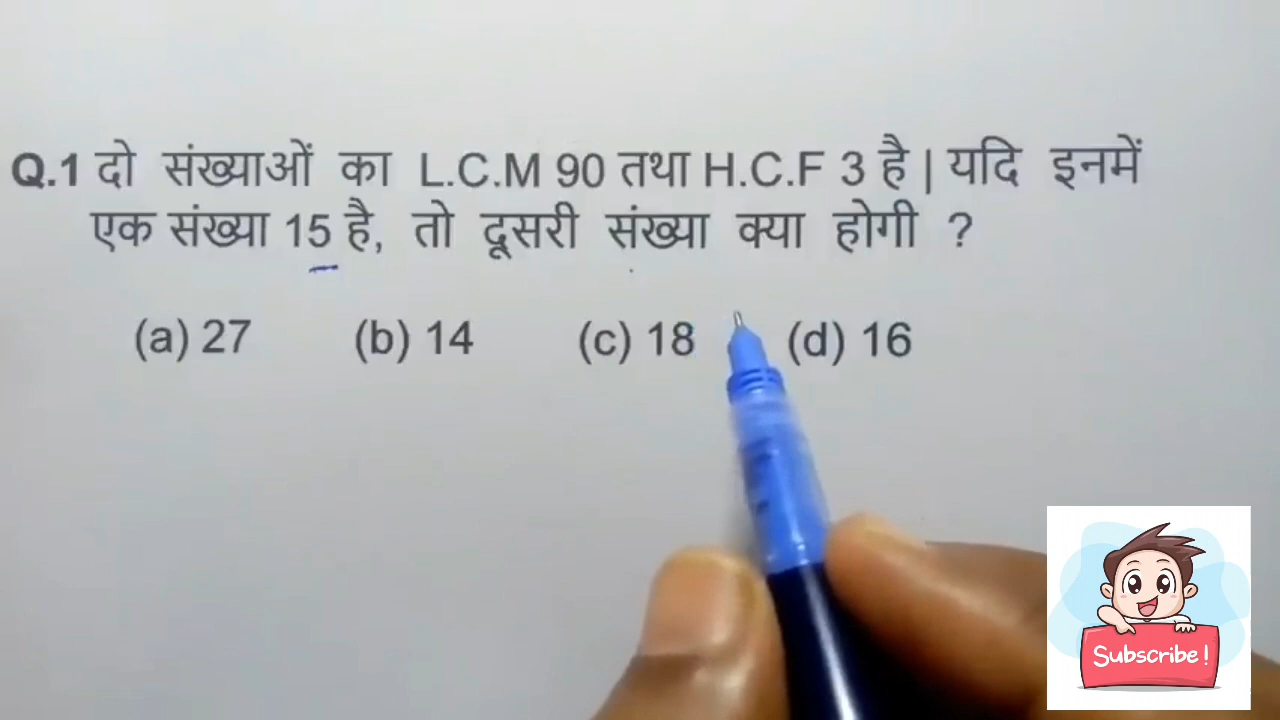 Q.1 दो संख्याओं का L.C.M 90 तथा H.C.F 3 है | यदि इनमें
एक संख्या 15 है, तो दूसरी संख्या क्या होगी ?
(a) 27 (b) 14 (c) 18 (d) 16
Subscribe!